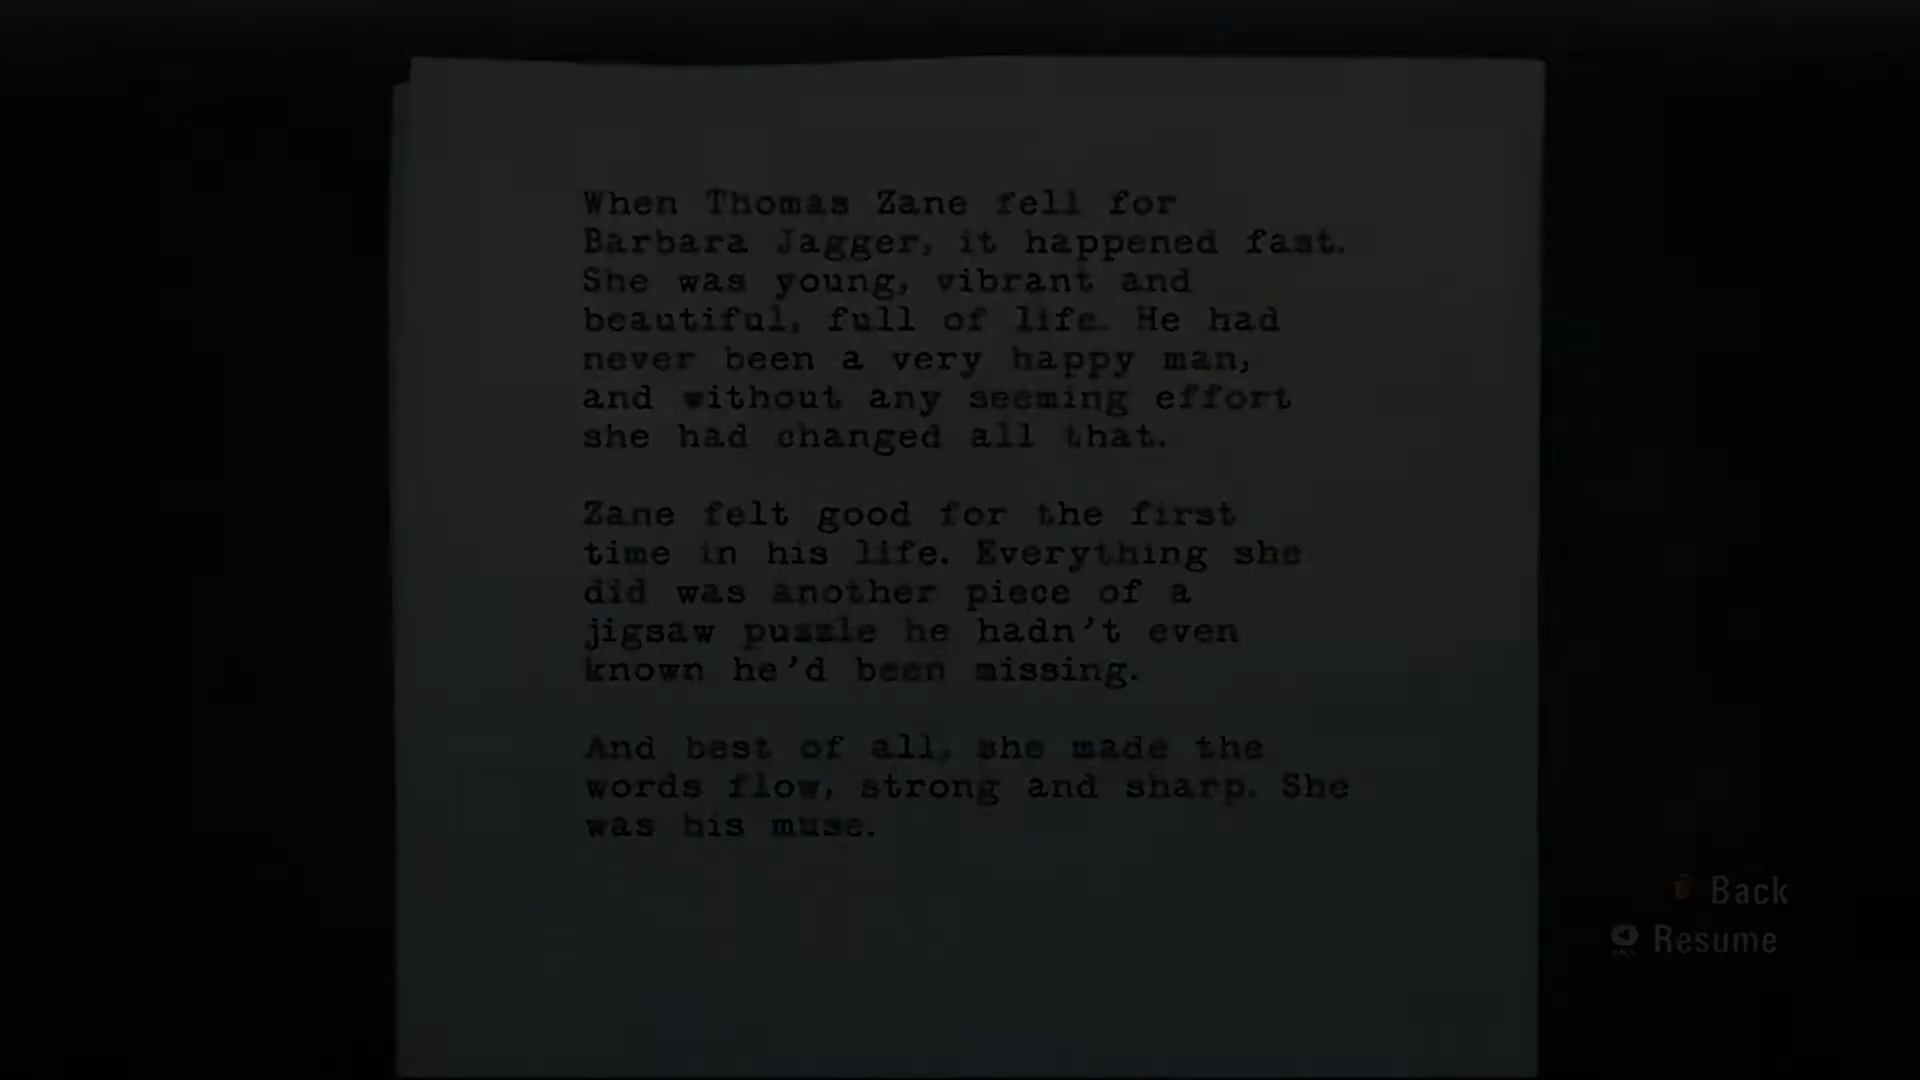 When Thomas Zane fell for
Barbara Jagger, it happened fast.
She was young, vibrant and
beautiful, full of life. He had
never been a very happy man,
and without any seeming effort
she had changed all that.
Zane felt good for the first
time in his life. Everything she
did was another piece of a
jigsaw puzzle he hadn't even
known he'd been missing.
And best of all, she made the
words flow, strong and sharp. She
was his muse.
Back
Resume